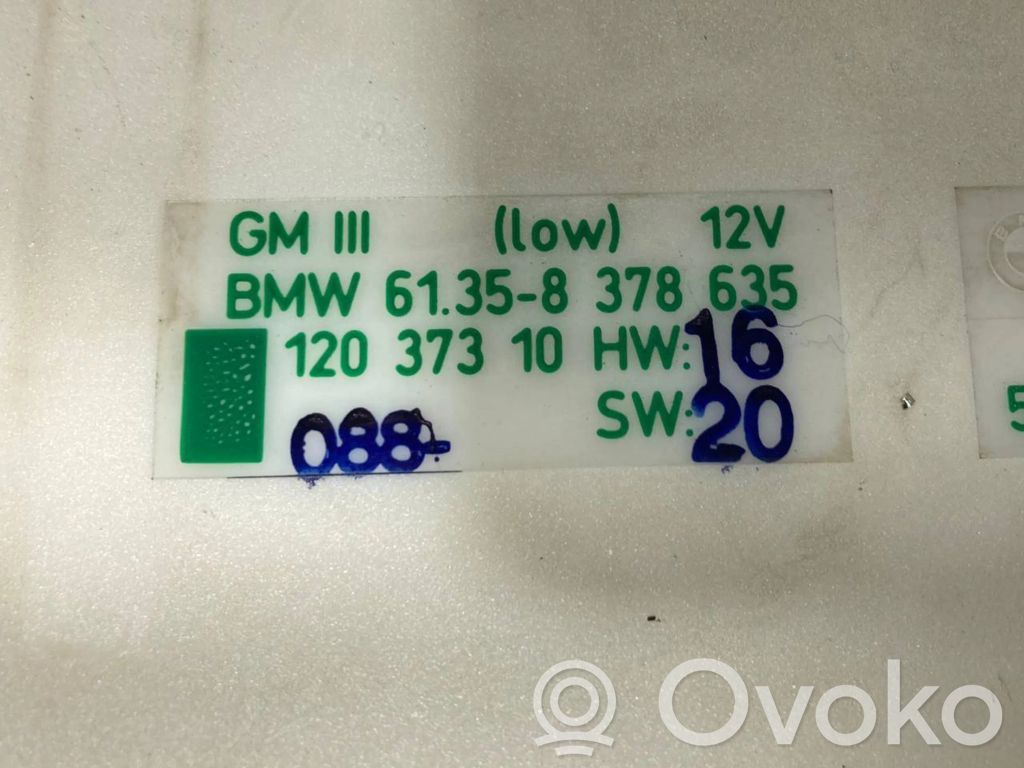 GM III (low) 12V
BMW 61.35-8 378 635
120 373 10 HW:16
SW:20
088-
5
© Ovoko